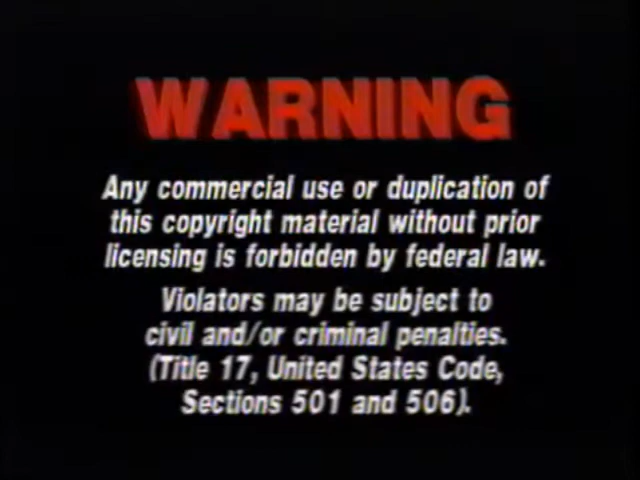 WARNING
Any commercial use or duplication of
this copyright material without prior
licensing is forbidden by federal law.
Violators may be subject to
civil and/or criminal penalties.
(Title 17, United States Code,
Sections 501 and 506).